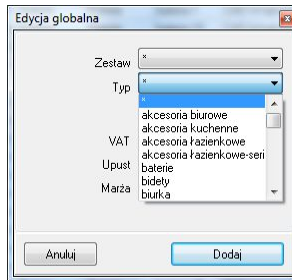 Edycja globalna
Zestaw *
Typ *
*
akcesoria biurowe
akcesoria kuchenne
VAT akcesoria łazienkowe
akcesoria łazienkowe-seri
Upust baterie
bidety
Marża biurka
Anuluj Dodaj